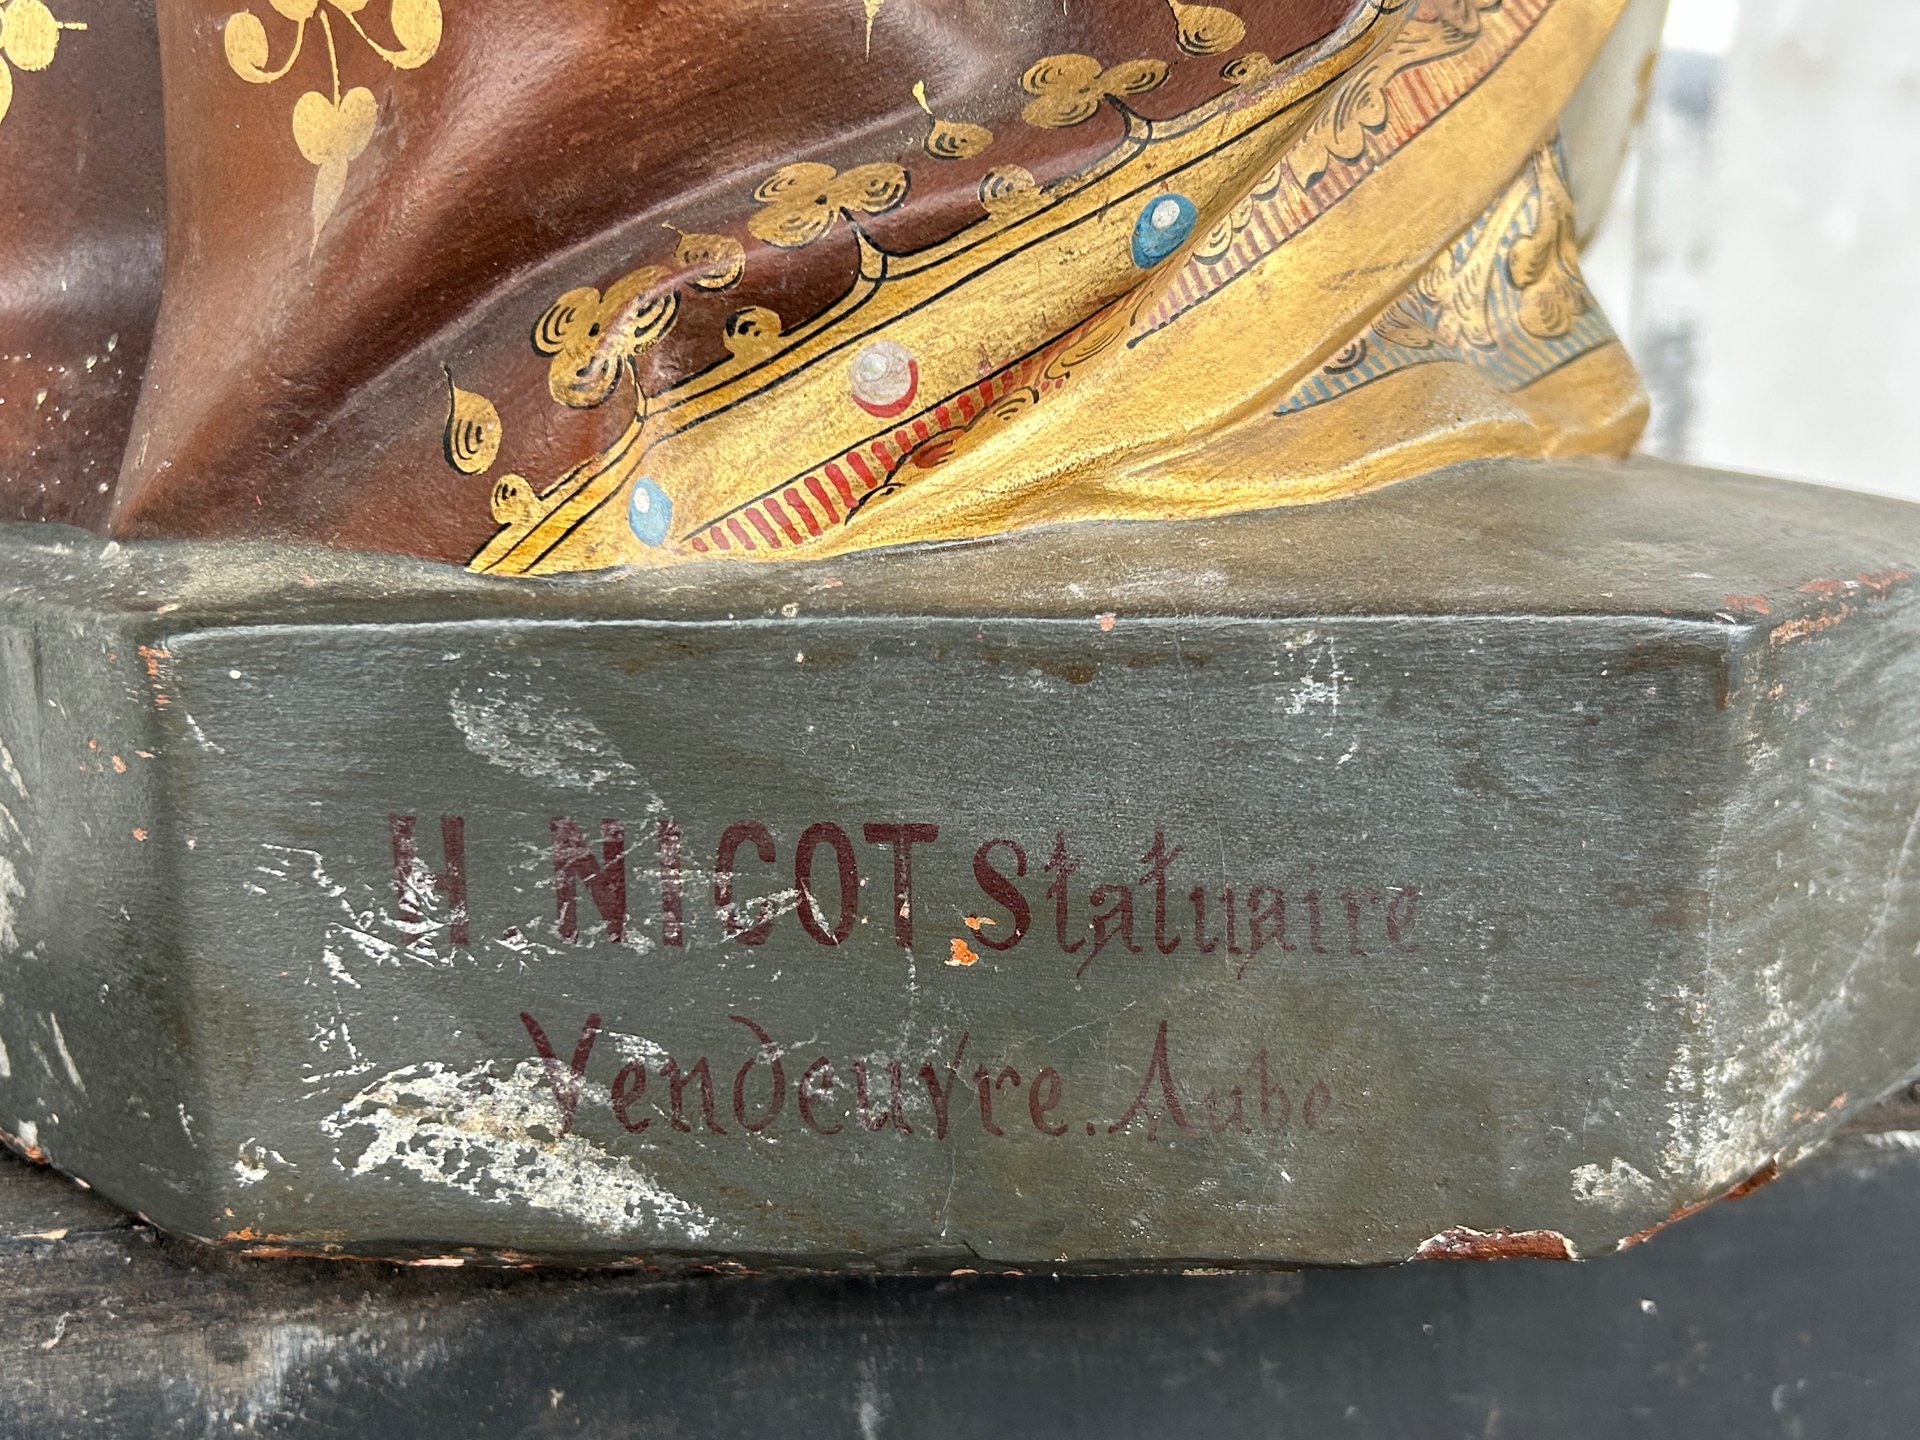 H. NICOT Statuaire
Vendeuvre. Aube